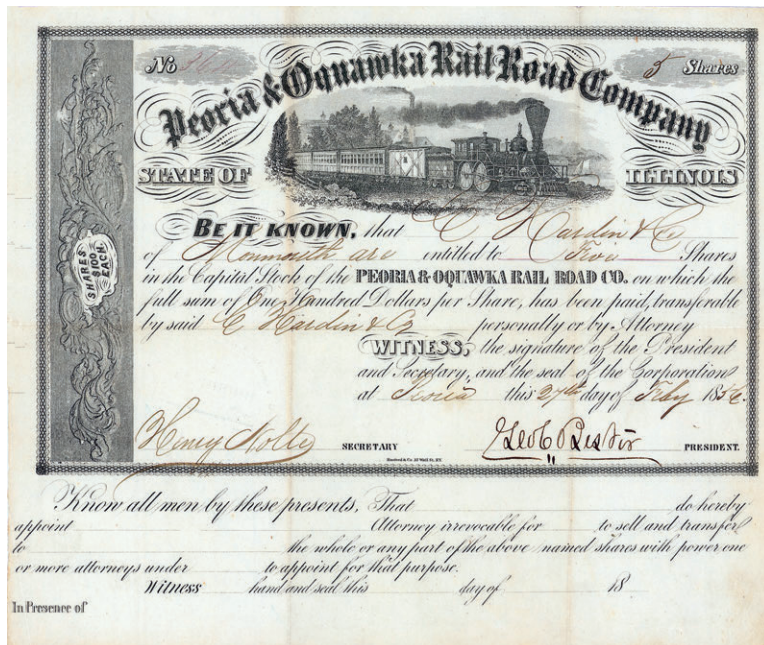 No
5 Shares
Peoria & Oquawka Rail Road Company
STATE OF ILLINOIS
SHARES $100 EACH.
BE IT KNOWN, that C Hardin & Co
of Monmouth are entitled to Five Shares
in the Capital Stock of the PEORIA & OQUAWKA RAIL ROAD CO. on which the
full sum of One Hundred Dollars per Share, has been paid, transferable
by said C Hardin & Co personally or by Attorney
WITNESS, the signature of the President
and Secretary, and the seal of the Corporation
at Peoria this 27th day of Feby 1856.
Henry Nolte SECRETARY Geo C Bestor PRESIDENT.
Know all men by these presents, That do hereby
appoint Attorney irrevocable for to sell and transfer
to the whole or any part of the above named shares with power one
or more attorneys under to appoint for that purpose.
Witness hand and seal this day of 18
In Presence of